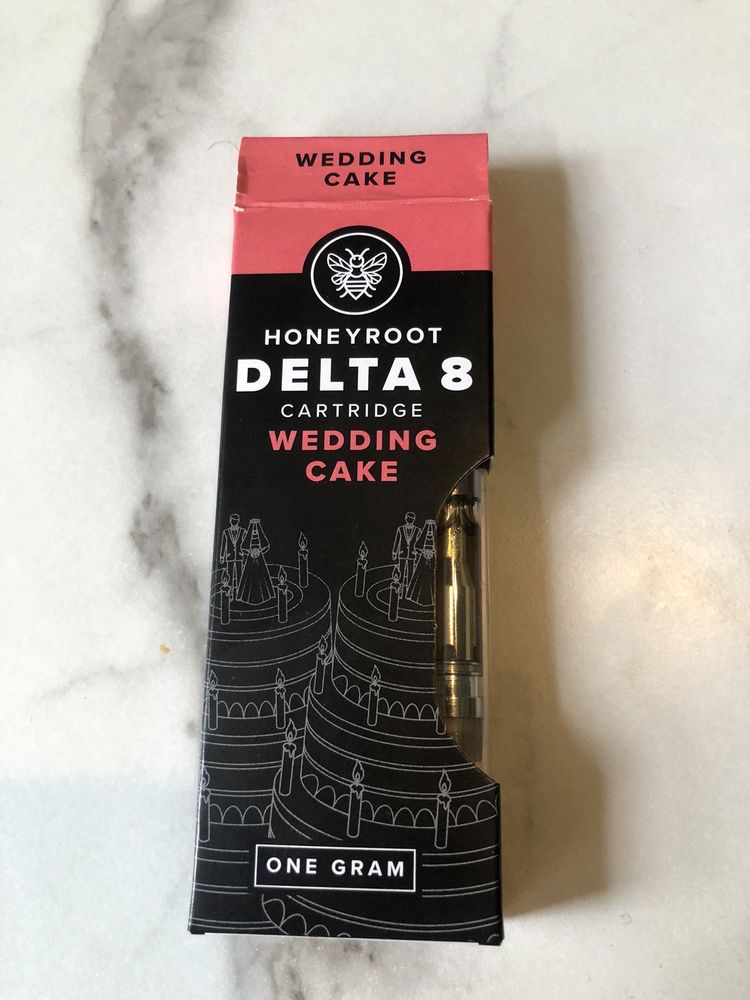 WEDDING
CAKE
HONEYROOT
DELTA 8
CARTRIDGE
WEDDING
CAKE
ONE GRAM